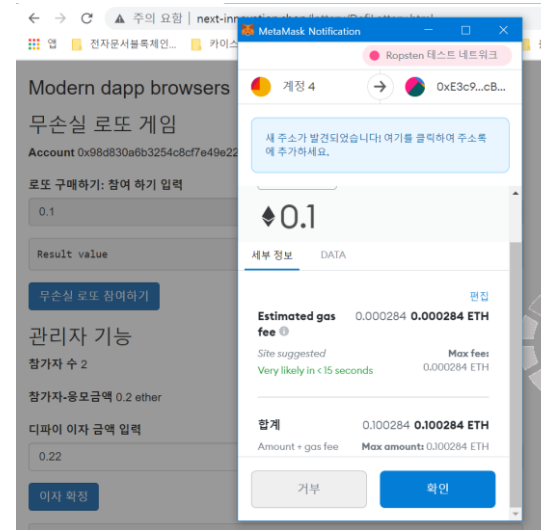 주의 요함 | next-innovation.shop/lottery/DefiLottery.html
앱 전자문서블록체인... 카이스
Modern dapp browsers
무손실 로또 게임
Account 0x98d830a6b3254c8cf7e49e22
로또 구매하기: 참여 하기 입력
0.1
Result value
무손실 로또 참여하기
관리자 기능
참가자 수 2
참가자-응모금액 0.2 ether
디파이 이자 금액 입력
0.22
이자 확정
MetaMask Notification
Ropsten 테스트 네트워크
계정 4 0xE3c9...cB...
새 주소가 발견되었습니다! 여기를 클릭하여 주소록
에 추가하세요.
0.1
세부 정보 DATA
편집
Estimated gas 0.000284 0.000284 ETH
fee
Site suggested Max fee:
Very likely in < 15 seconds 0.000284 ETH
합계 0.100284 0.100284 ETH
Amount + gas fee Max amount: 0.100284 ETH
거부 확인